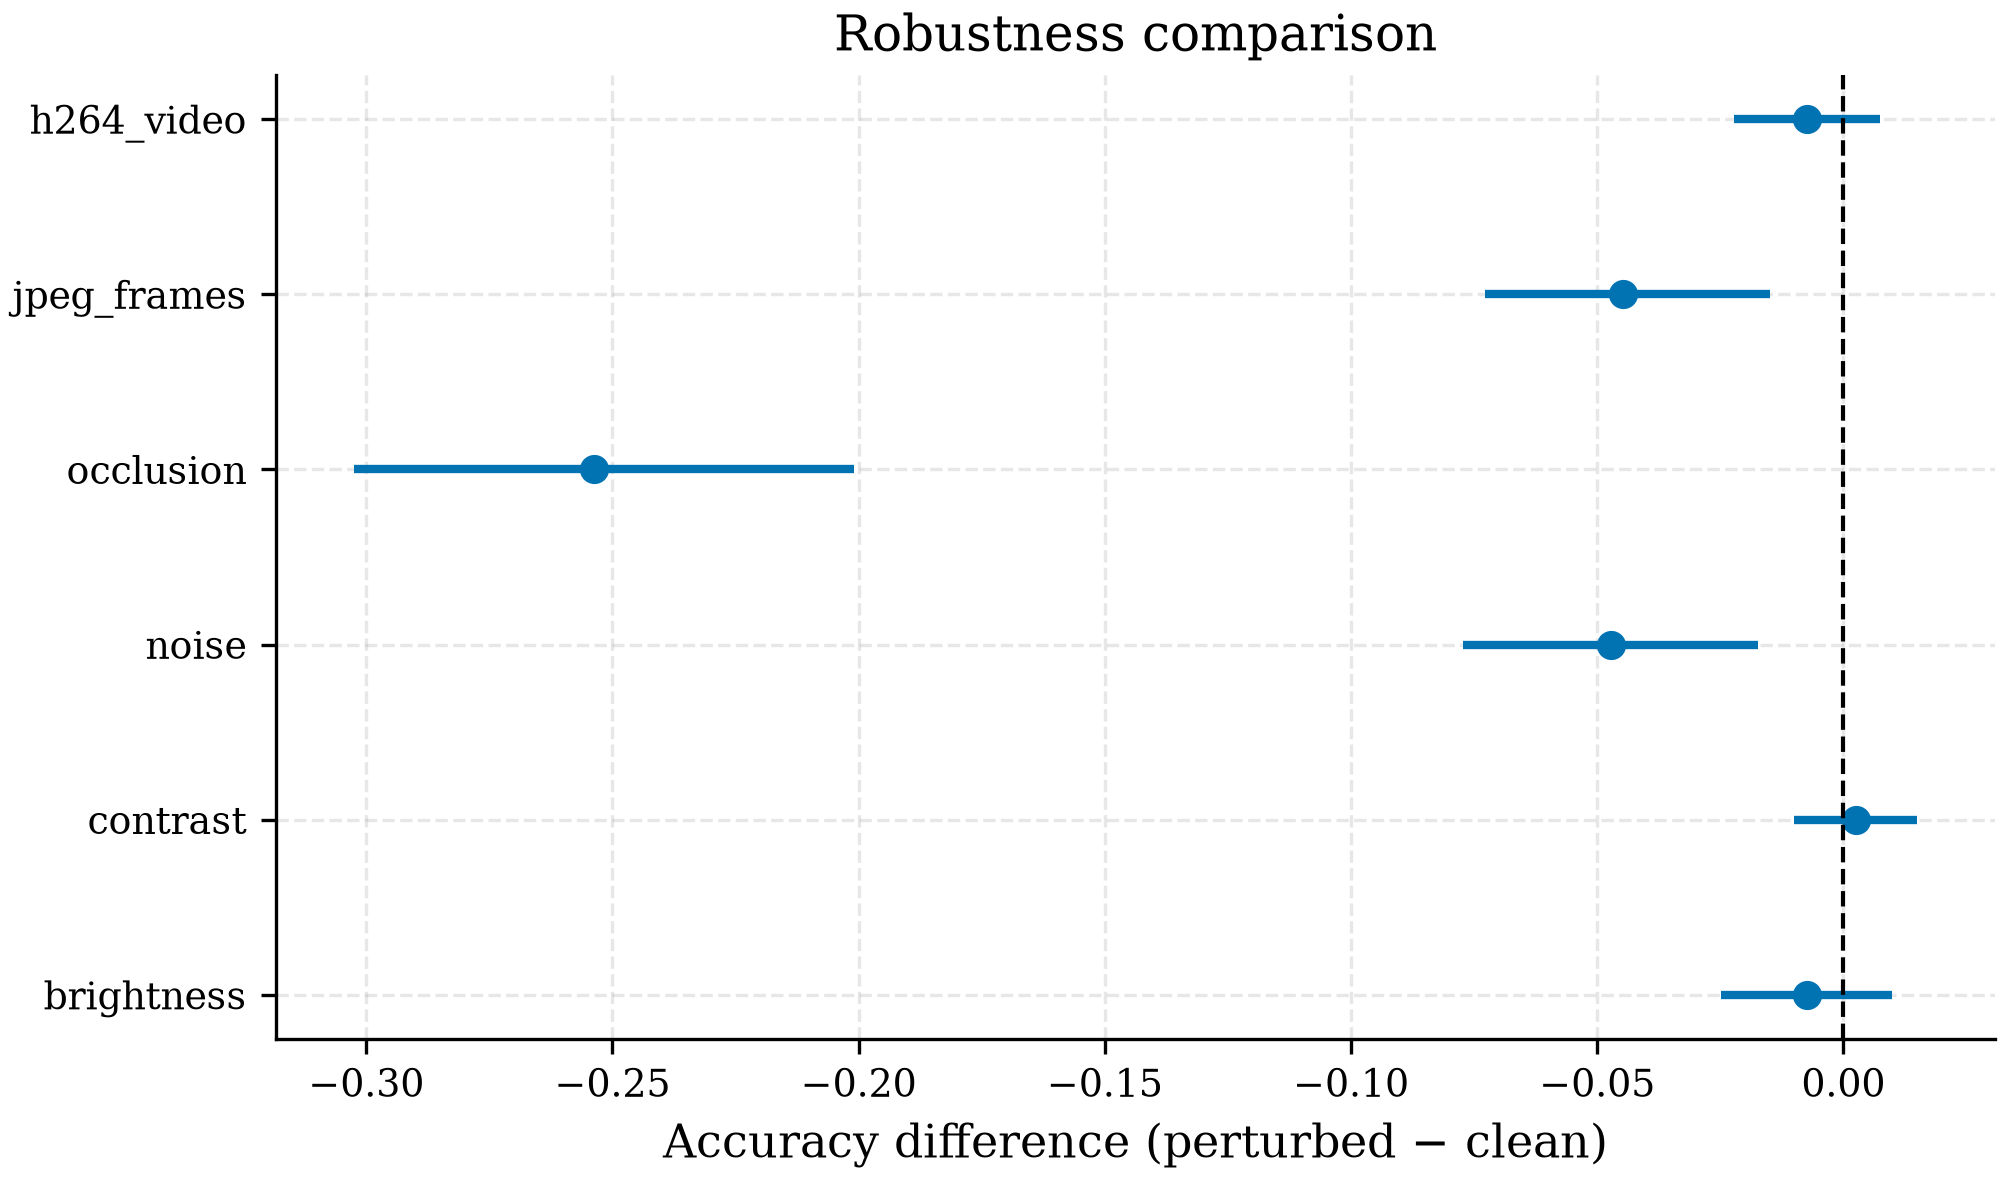 Robustness comparison
h264_video
jpeg_frames
occlusion
noise
contrast
brightness
−0.30 −0.25 −0.20 −0.15 −0.10 −0.05 0.00
Accuracy difference (perturbed − clean)